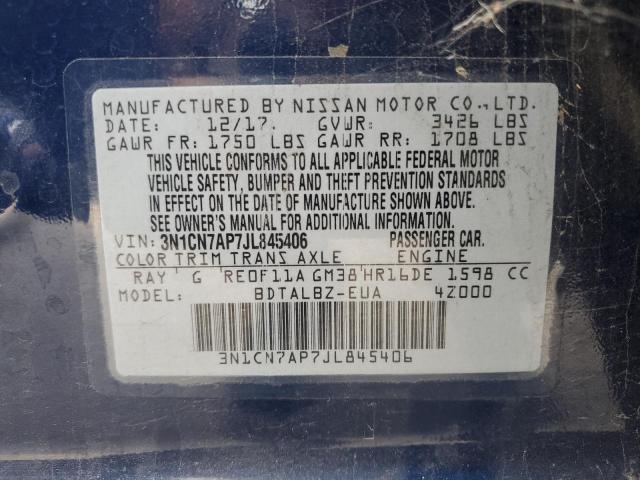 MANUFACTURED BY NISSAN MOTOR CO.,LTD.
DATE: 12/17. GVWR: 3426 LBS
GAWR FR: 1750 LBS GAWR RR: 1708 LBS
THIS VEHICLE CONFORMS TO ALL APPLICABLE FEDERAL MOTOR
VEHICLE SAFETY, BUMPER AND THEFT PREVENTION STANDARDS
IN EFFECT ON THE DATE OF MANUFACTURE SHOWN ABOVE.
SEE OWNER'S MANUAL FOR ADDITIONAL INFORMATION.
VIN: 3N1CN7AP7JL845406 PASSENGER CAR.
COLOR TRIM TRANS AXLE ENGINE
RAY G RE0F11A GM38 HR16DE 1598 CC
MODEL: BDTALBZ-EUA 42000
3N1CN7AP7JL845406